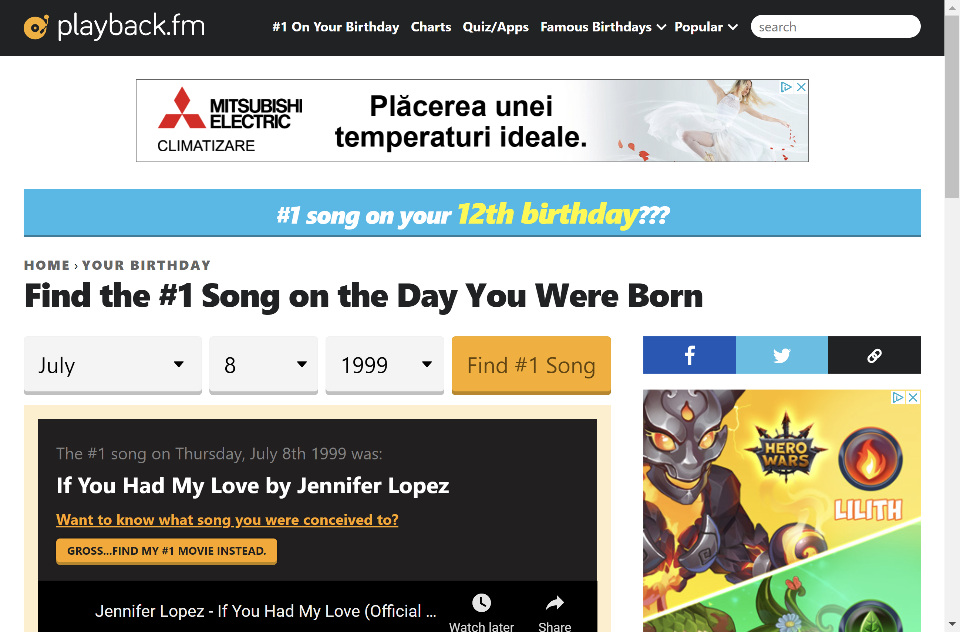 playback.fm
#1 On Your Birthday Charts Quiz/Apps Famous Birthdays Popular search
MITSUBISHI
ELECTRIC
CLIMATIZARE
Plăcerea unei
temperaturi ideale.
#1 song on your 12th birthday???
HOME › YOUR BIRTHDAY
Find the #1 Song on the Day You Were Born
July 8 1999 Find #1 Song
The #1 song on Thursday, July 8th 1999 was:
If You Had My Love by Jennifer Lopez
Want to know what song you were conceived to?
GROSS...FIND MY #1 MOVIE INSTEAD.
Jennifer Lopez - If You Had My Love (Official ...
Watch later Share
HERO
WARS
LILITH